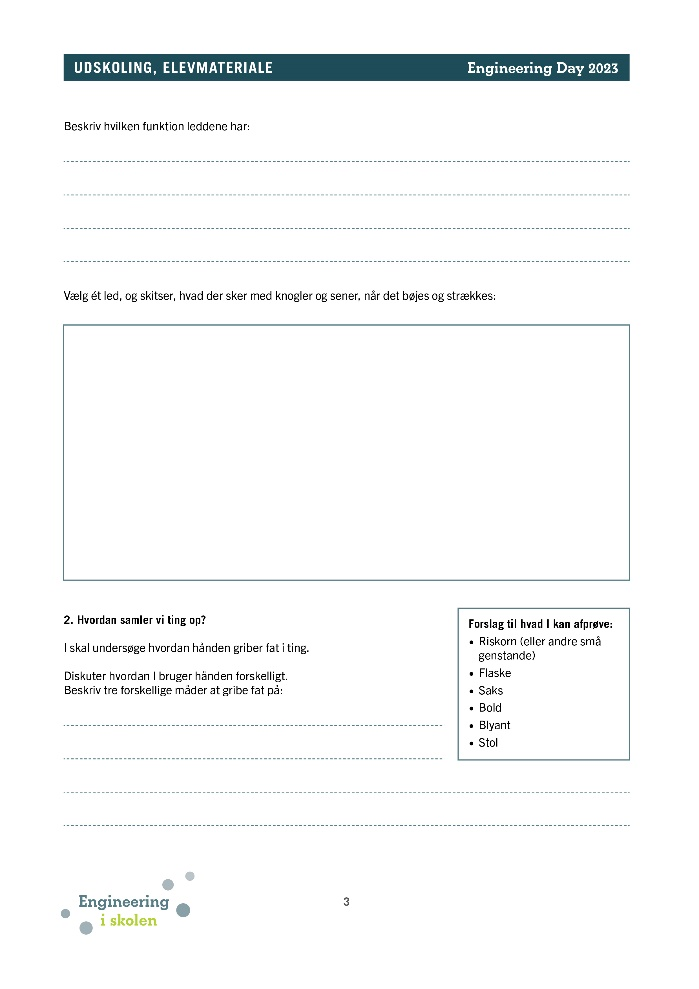 UDSKOLING, ELEVMATERIALE
Engineering Day 2023
Beskriv hvilken funktion leddene har:
Vælg ét led, og skitser, hvad der sker med knogler og sener, når det bøjes og strækkes:
2. Hvordan samler vi ting op?
I skal undersøge hvordan hånden griber fat i ting.
Diskuter hvordan I bruger hånden forskelligt.
Beskriv tre forskellige måder at gribe fat på:
Forslag til hvad I kan afprøve:
• Riskorn (eller andre små
genstande)
• Flaske
• Saks
• Bold
• Blyant
• Stol
Engineering
i skolen
3